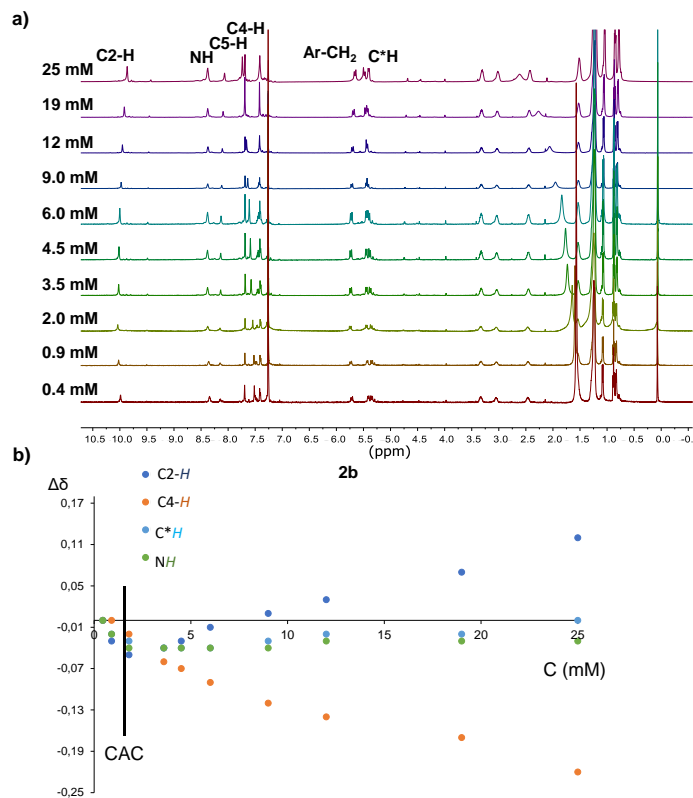 a)
C2-H
NH
C5-H
C4-H
Ar-CH₂
C*H
25 mM
19 mM
12 mM
9.0 mM
6.0 mM
4.5 mM
3.5 mM
2.0 mM
0.9 mM
0.4 mM
10.5 10.0 9.5 9.0 8.5 8.0 7.5 7.0 6.5 6.0 5.5 5.0 4.5 4.0 3.5 3.0 2.5 2.0 1.5 1.0 0.5 0.0 -0.6
(ppm)
b)
2b
Δδ
C2-H
C4-H
C*H
NH
0,17
0,11
0,05
-0,01
-0,07
-0,13
-0,19
-0,25
0 5 10 15 20 25
C (mM)
CAC